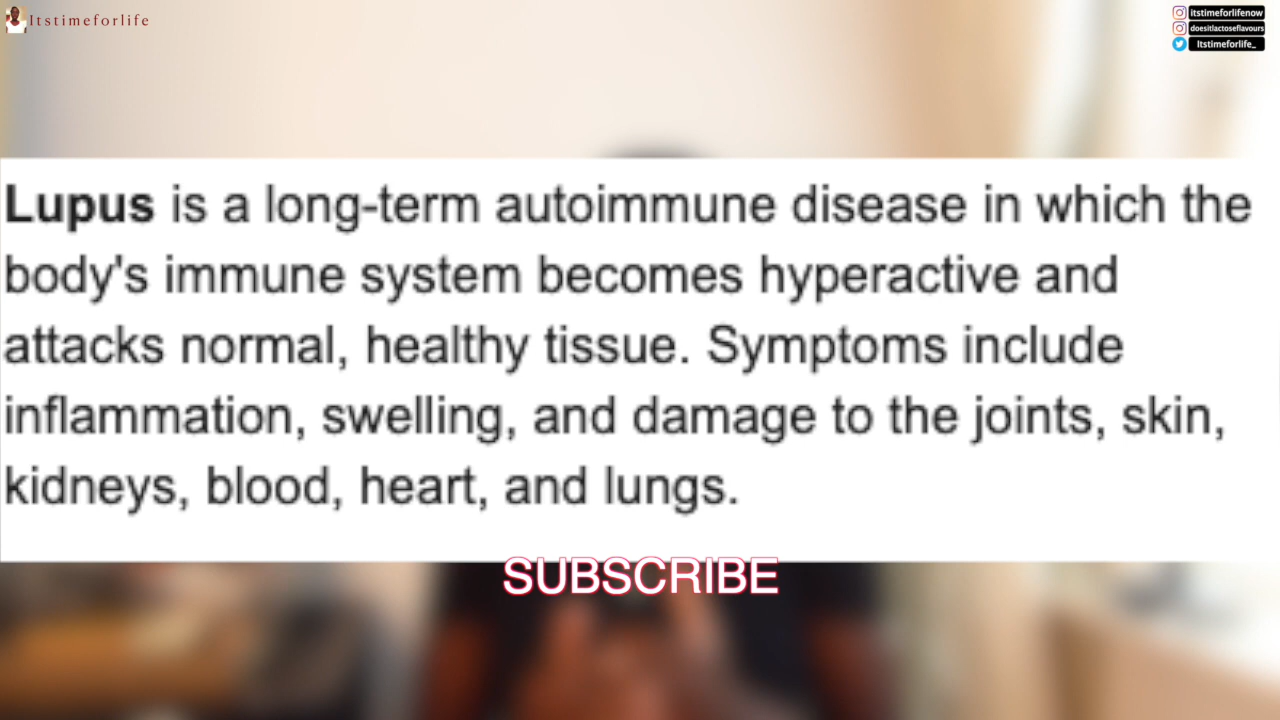 Itstimeforlife
itstimeforlifenow
doesitlactoseflavours
Itstimeforlife_
Lupus is a long-term autoimmune disease in which the
body's immune system becomes hyperactive and
attacks normal, healthy tissue. Symptoms include
inflammation, swelling, and damage to the joints, skin,
kidneys, blood, heart, and lungs.
SUBSCRIBE